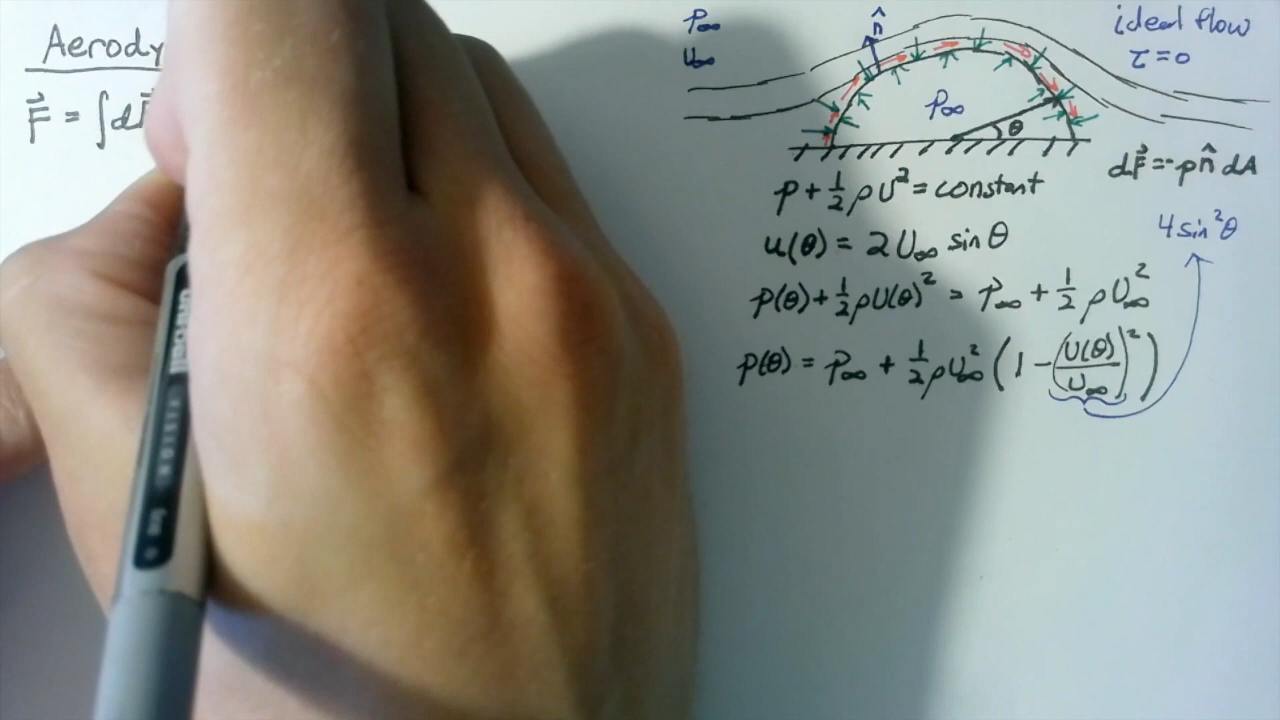 Aerody
F⃗ = ∫dF
P∞
U∞
n̂
ideal flow
τ=0
P∞
θ
dF⃗ = -p n̂ dA
p + ½ρU² = constant
4 sin²θ
u(θ) = 2U∞ sin θ
p(θ) + ½ρU(θ)² = P∞ + ½ρU∞²
p(θ) = P∞ + ½ρU∞² (1 - (U(θ)/U∞)²)
VISION